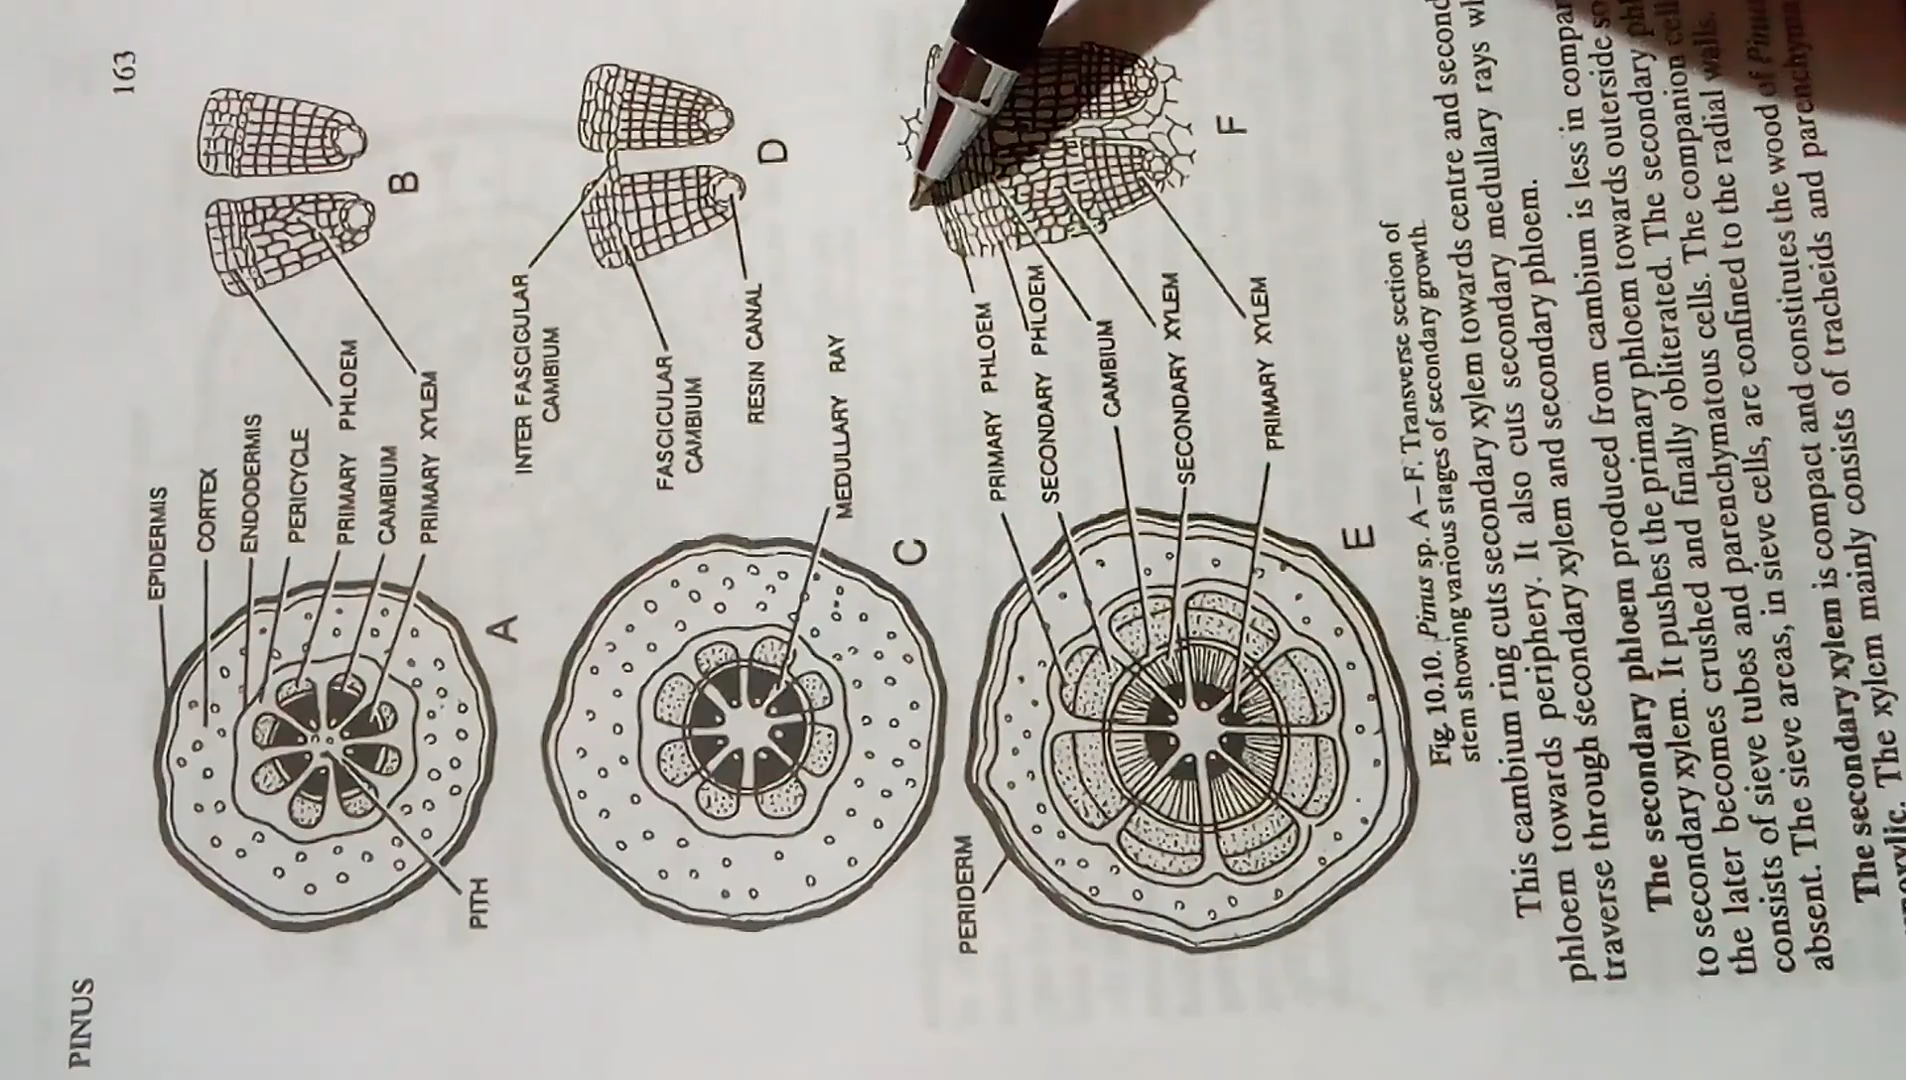 PINUS
163
EPIDERMIS
CORTEX
ENDODERMIS
PERICYCLE
PRIMARY PHLOEM
CAMBIUM
PRIMARY XYLEM
PITH
A
B
INTER FASCICULAR
CAMBIUM
FASCICULAR
CAMBIUM
RESIN CANAL
MEDULLARY RAY
C
D
PRIMARY PHLOEM
SECONDARY PHLOEM
CAMBIUM
SECONDARY XYLEM
PRIMARY XYLEM
PERIDERM
E
F
Fig. 10.10. Pinus sp. A–F. Transverse section of
stem showing various stages of secondary growth.
This cambium ring cuts secondary xylem towards centre and second
phloem towards periphery. It also cuts secondary medullary rays
traverse through secondary xylem and secondary phloem.
The secondary phloem produced from cambium is less in
to secondary xylem. It pushes the primary phloem towards outerside
the later becomes crushed and finally obliterated. The secondary
consists of sieve tubes and parenchymatous cells. The companion
absent. The sieve areas, in sieve cells, are confined to the radial walls.
The secondary xylem is compact and constitutes the wood of Pinus
The xylem mainly consists of tracheids and parenchyma